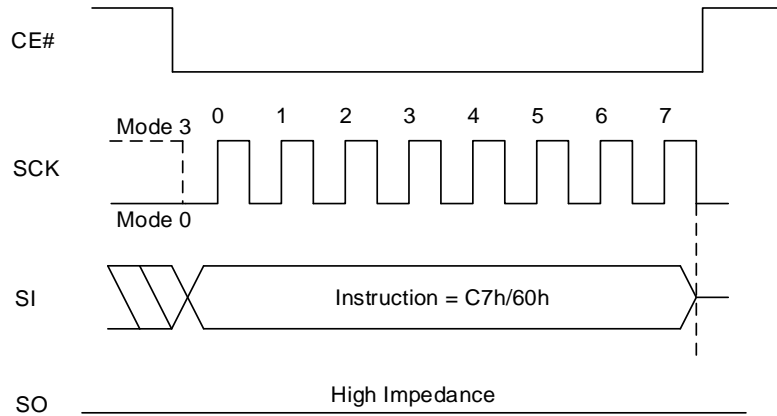 CE#
0 1 2 3 4 5 6 7
Mode 3
SCK
Mode 0
SI
Instruction = C7h/60h
SO
High Impedance